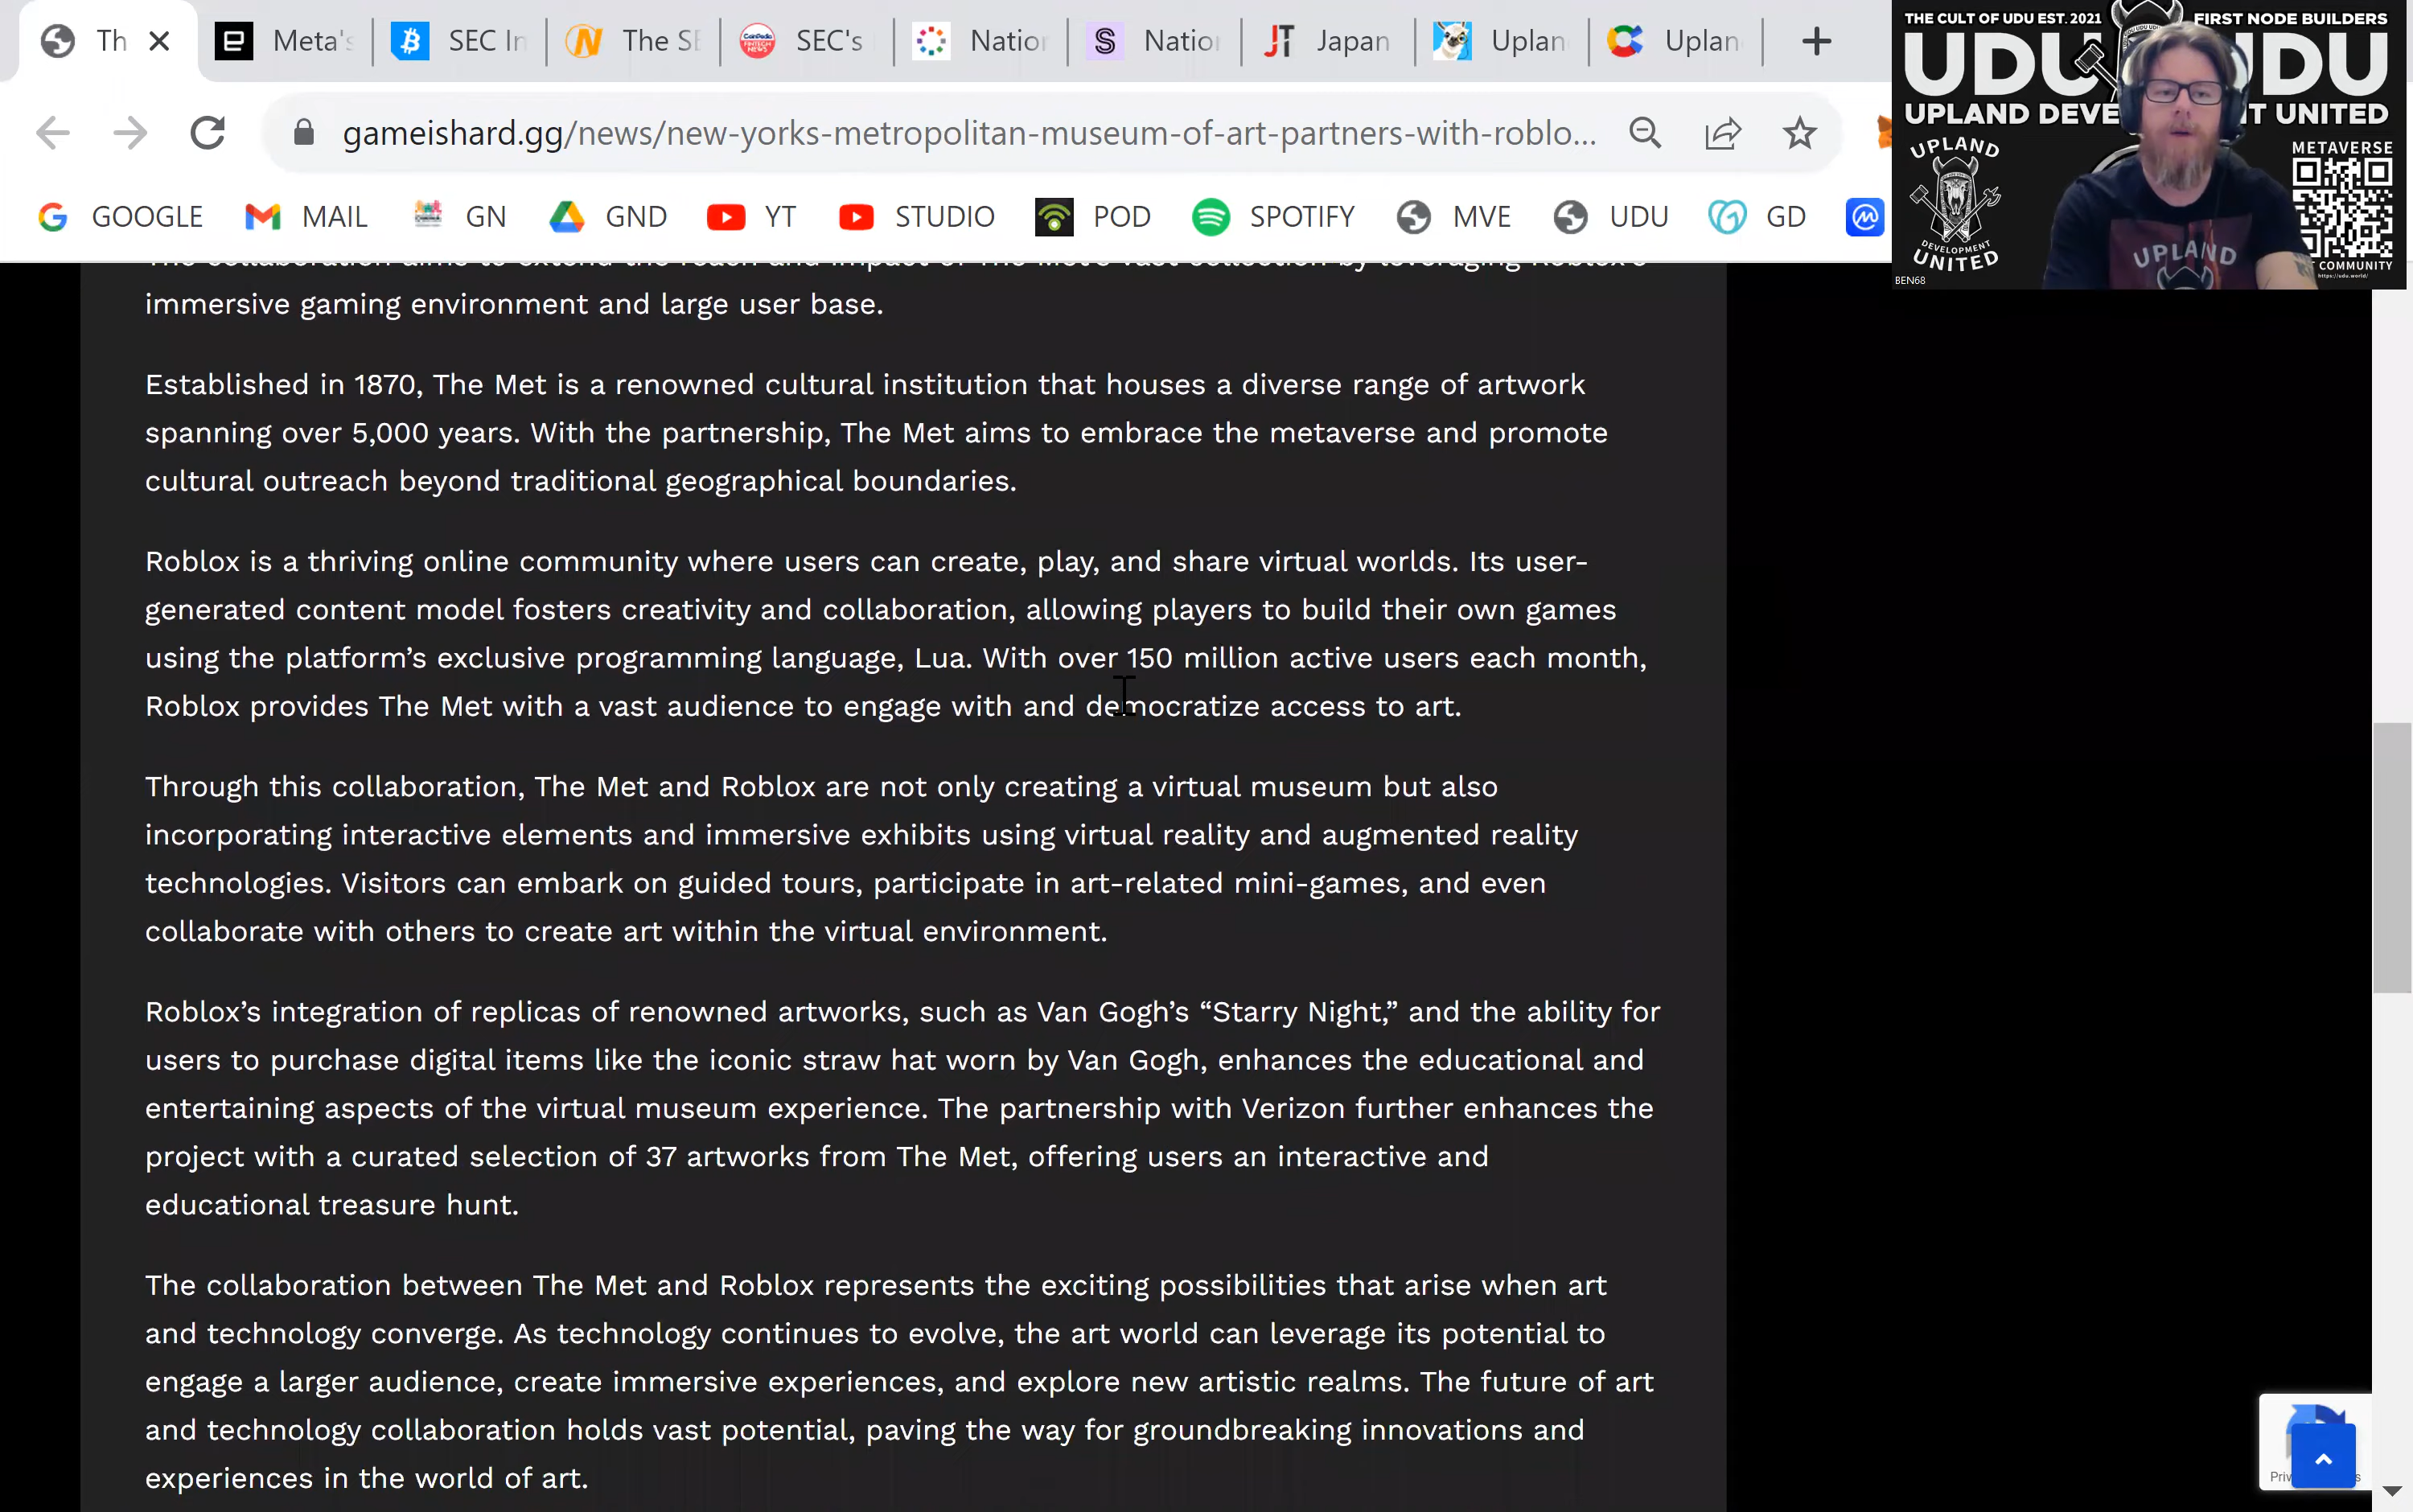 Th
Meta's
SEC In
The SE
SEC's
Nation
Nation
Japan
Uplan
Uplan
gameishard.gg/news/new-yorks-metropolitan-museum-of-art-partners-with-roblo...
GOOGLE
MAIL
GN
GND
YT
STUDIO
POD
SPOTIFY
MVE
UDU
GD
THE CULT OF UDU EST. 2021
FIRST NODE BUILDERS
UDU
UDU
UPLAND DEVE
T UNITED
UPLAND
DEVELOPMENT
UNITED
METAVERSE
COMMUNITY
UPLAND
BEN68
immersive gaming environment and large user base.
Established in 1870, The Met is a renowned cultural institution that houses a diverse range of artwork
spanning over 5,000 years. With the partnership, The Met aims to embrace the metaverse and promote
cultural outreach beyond traditional geographical boundaries.
Roblox is a thriving online community where users can create, play, and share virtual worlds. Its user-
generated content model fosters creativity and collaboration, allowing players to build their own games
using the platform’s exclusive programming language, Lua. With over 150 million active users each month,
Roblox provides The Met with a vast audience to engage with and democratize access to art.
Through this collaboration, The Met and Roblox are not only creating a virtual museum but also
incorporating interactive elements and immersive exhibits using virtual reality and augmented reality
technologies. Visitors can embark on guided tours, participate in art-related mini-games, and even
collaborate with others to create art within the virtual environment.
Roblox’s integration of replicas of renowned artworks, such as Van Gogh’s “Starry Night,” and the ability for
users to purchase digital items like the iconic straw hat worn by Van Gogh, enhances the educational and
entertaining aspects of the virtual museum experience. The partnership with Verizon further enhances the
project with a curated selection of 37 artworks from The Met, offering users an interactive and
educational treasure hunt.
The collaboration between The Met and Roblox represents the exciting possibilities that arise when art
and technology converge. As technology continues to evolve, the art world can leverage its potential to
engage a larger audience, create immersive experiences, and explore new artistic realms. The future of art
and technology collaboration holds vast potential, paving the way for groundbreaking innovations and
experiences in the world of art.